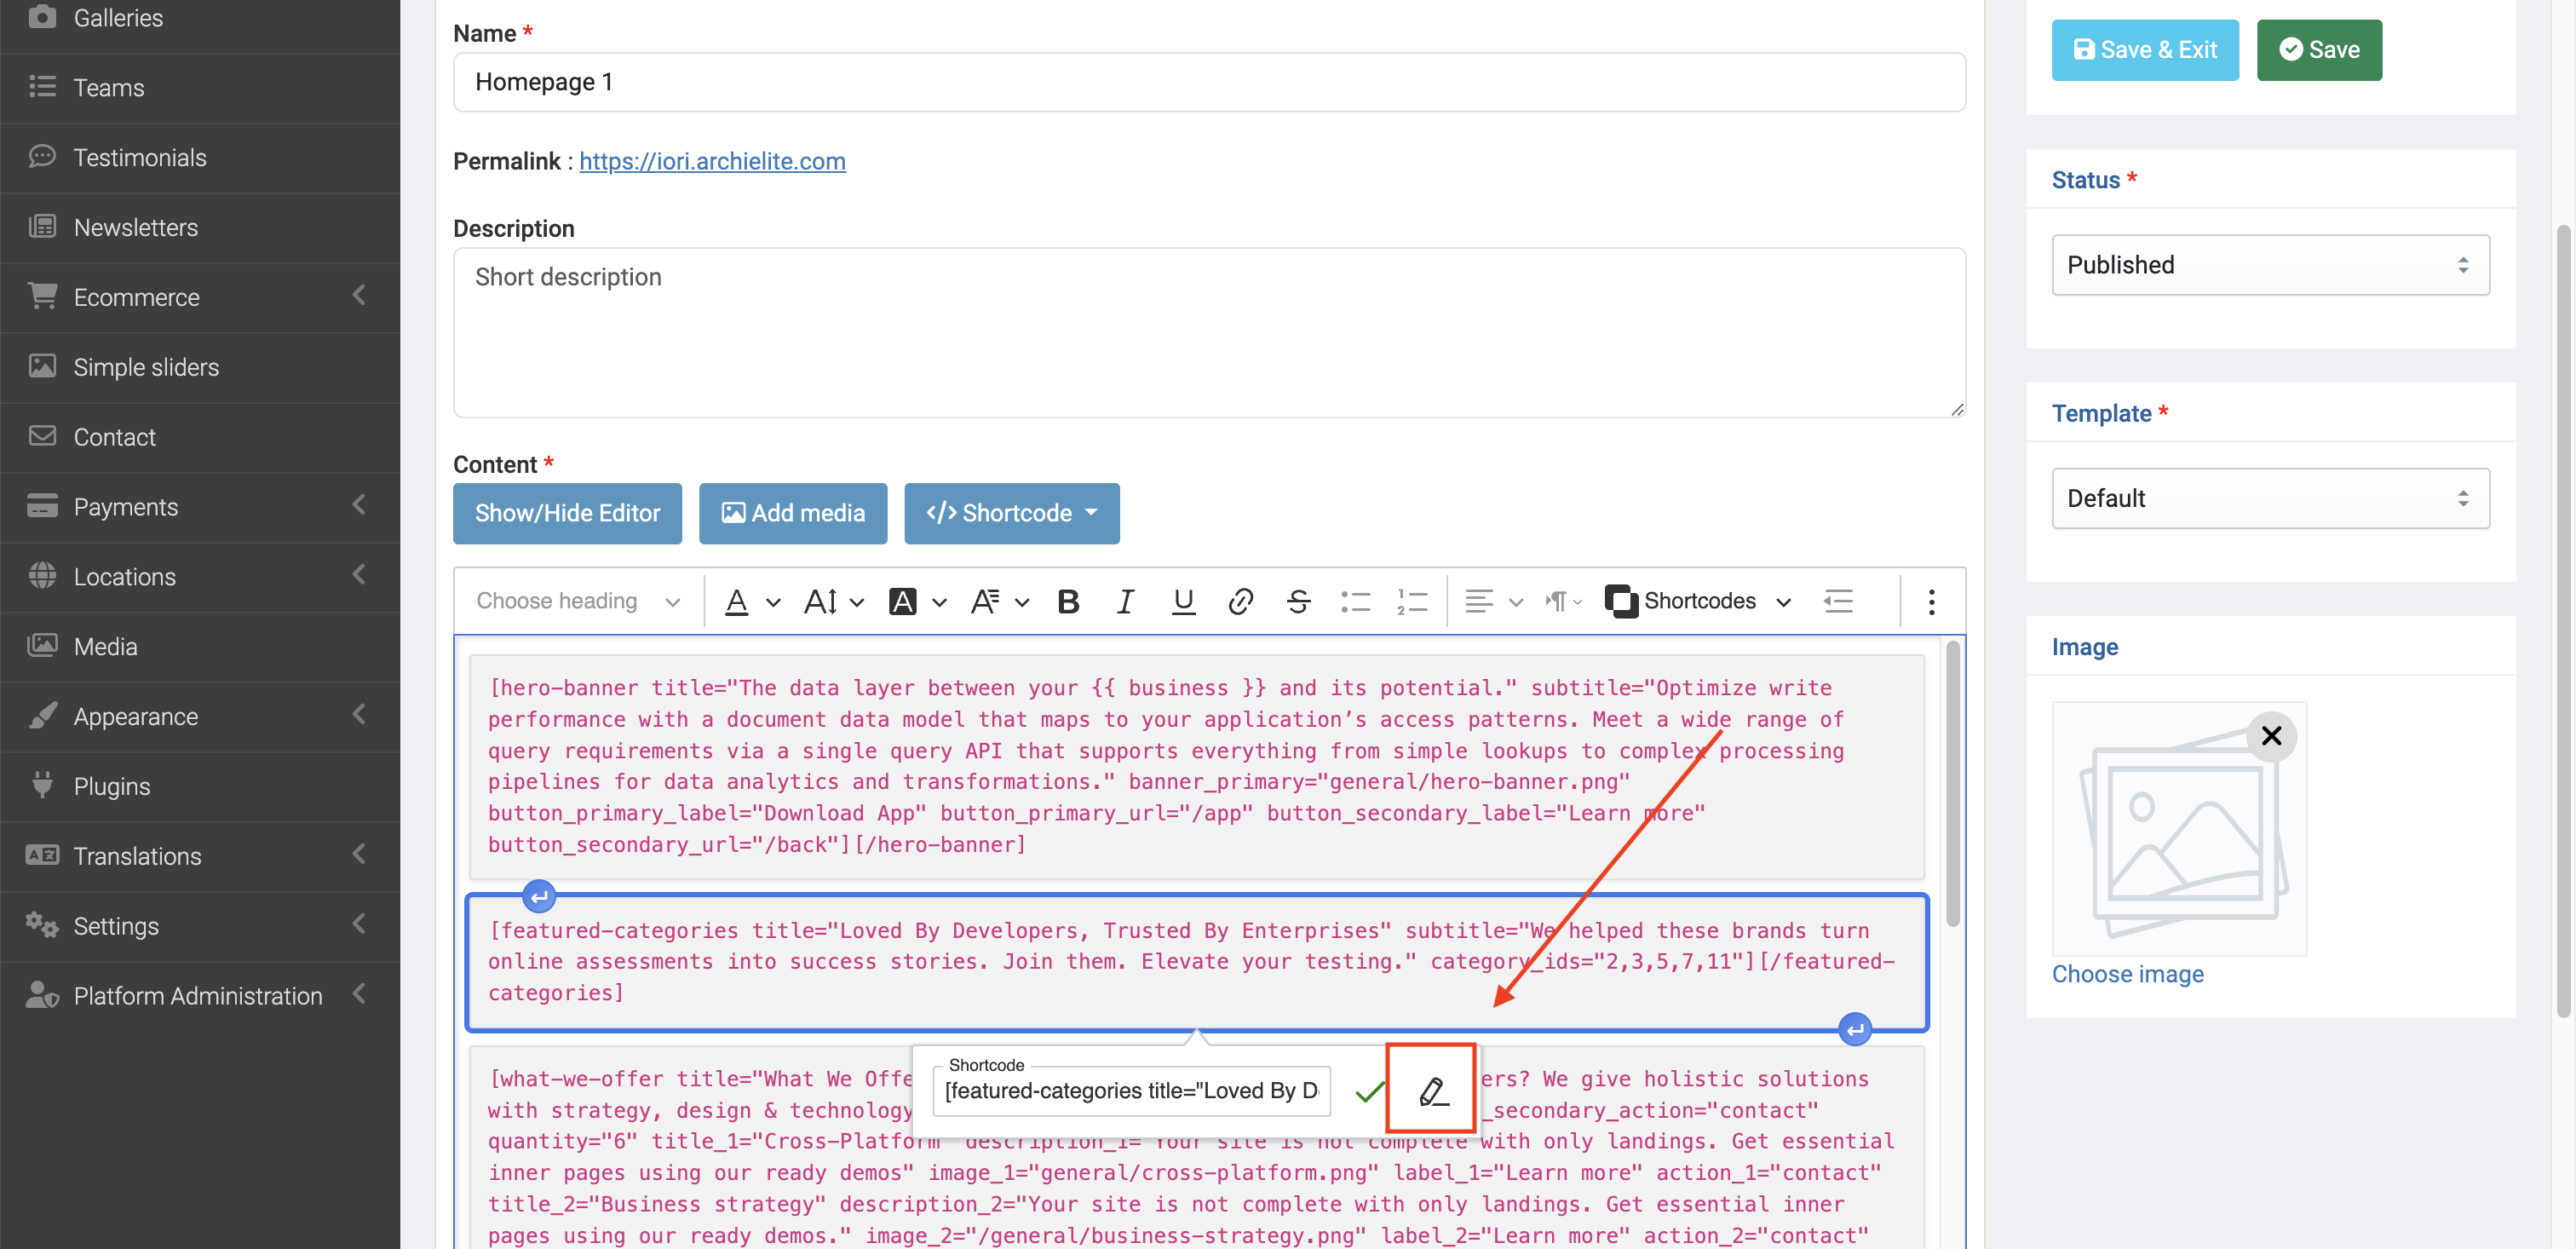 Galleries
Teams
Testimonials
Newsletters
Ecommerce
Simple sliders
Contact
Payments
Locations
Media
Appearance
Plugins
Translations
Settings
Platform Administration
Name *
Homepage 1
Permalink : https://iori.archielite.com
Description
Short description
Content *
Show/Hide Editor
Add media
</> Shortcode
Choose heading
Shortcodes
[hero-banner title="The data layer between your {{ business }} and its potential." subtitle="Optimize write
performance with a document data model that maps to your application’s access patterns. Meet a wide range of
query requirements via a single query API that supports everything from simple lookups to complex processing
pipelines for data analytics and transformations." banner_primary="general/hero-banner.png"
button_primary_label="Download App" button_primary_url="/app" button_secondary_label="Learn more"
button_secondary_url="/back"][/hero-banner]
[featured-categories title="Loved By Developers, Trusted By Enterprises" subtitle="We helped these brands turn
online assessments into success stories. Join them. Elevate your testing." category_ids="2,3,5,7,11"][/featured-
categories]
Shortcode
[featured-categories title="Loved By D
[what-we-offer title="What We Offe ers? We give holistic solutions
with strategy, design & technology _secondary_action="contact"
quantity="6" title_1="Cross-Platform" description_1="Your site is not complete with only landings. Get essential
inner pages using our ready demos" image_1="general/cross-platform.png" label_1="Learn more" action_1="contact"
title_2="Business strategy" description_2="Your site is not complete with only landings. Get essential inner
pages using our ready demos." image_2="/general/business-strategy.png" label_2="Learn more" action_2="contact"
Save & Exit
Save
Status *
Published
Template *
Default
Image
Choose image